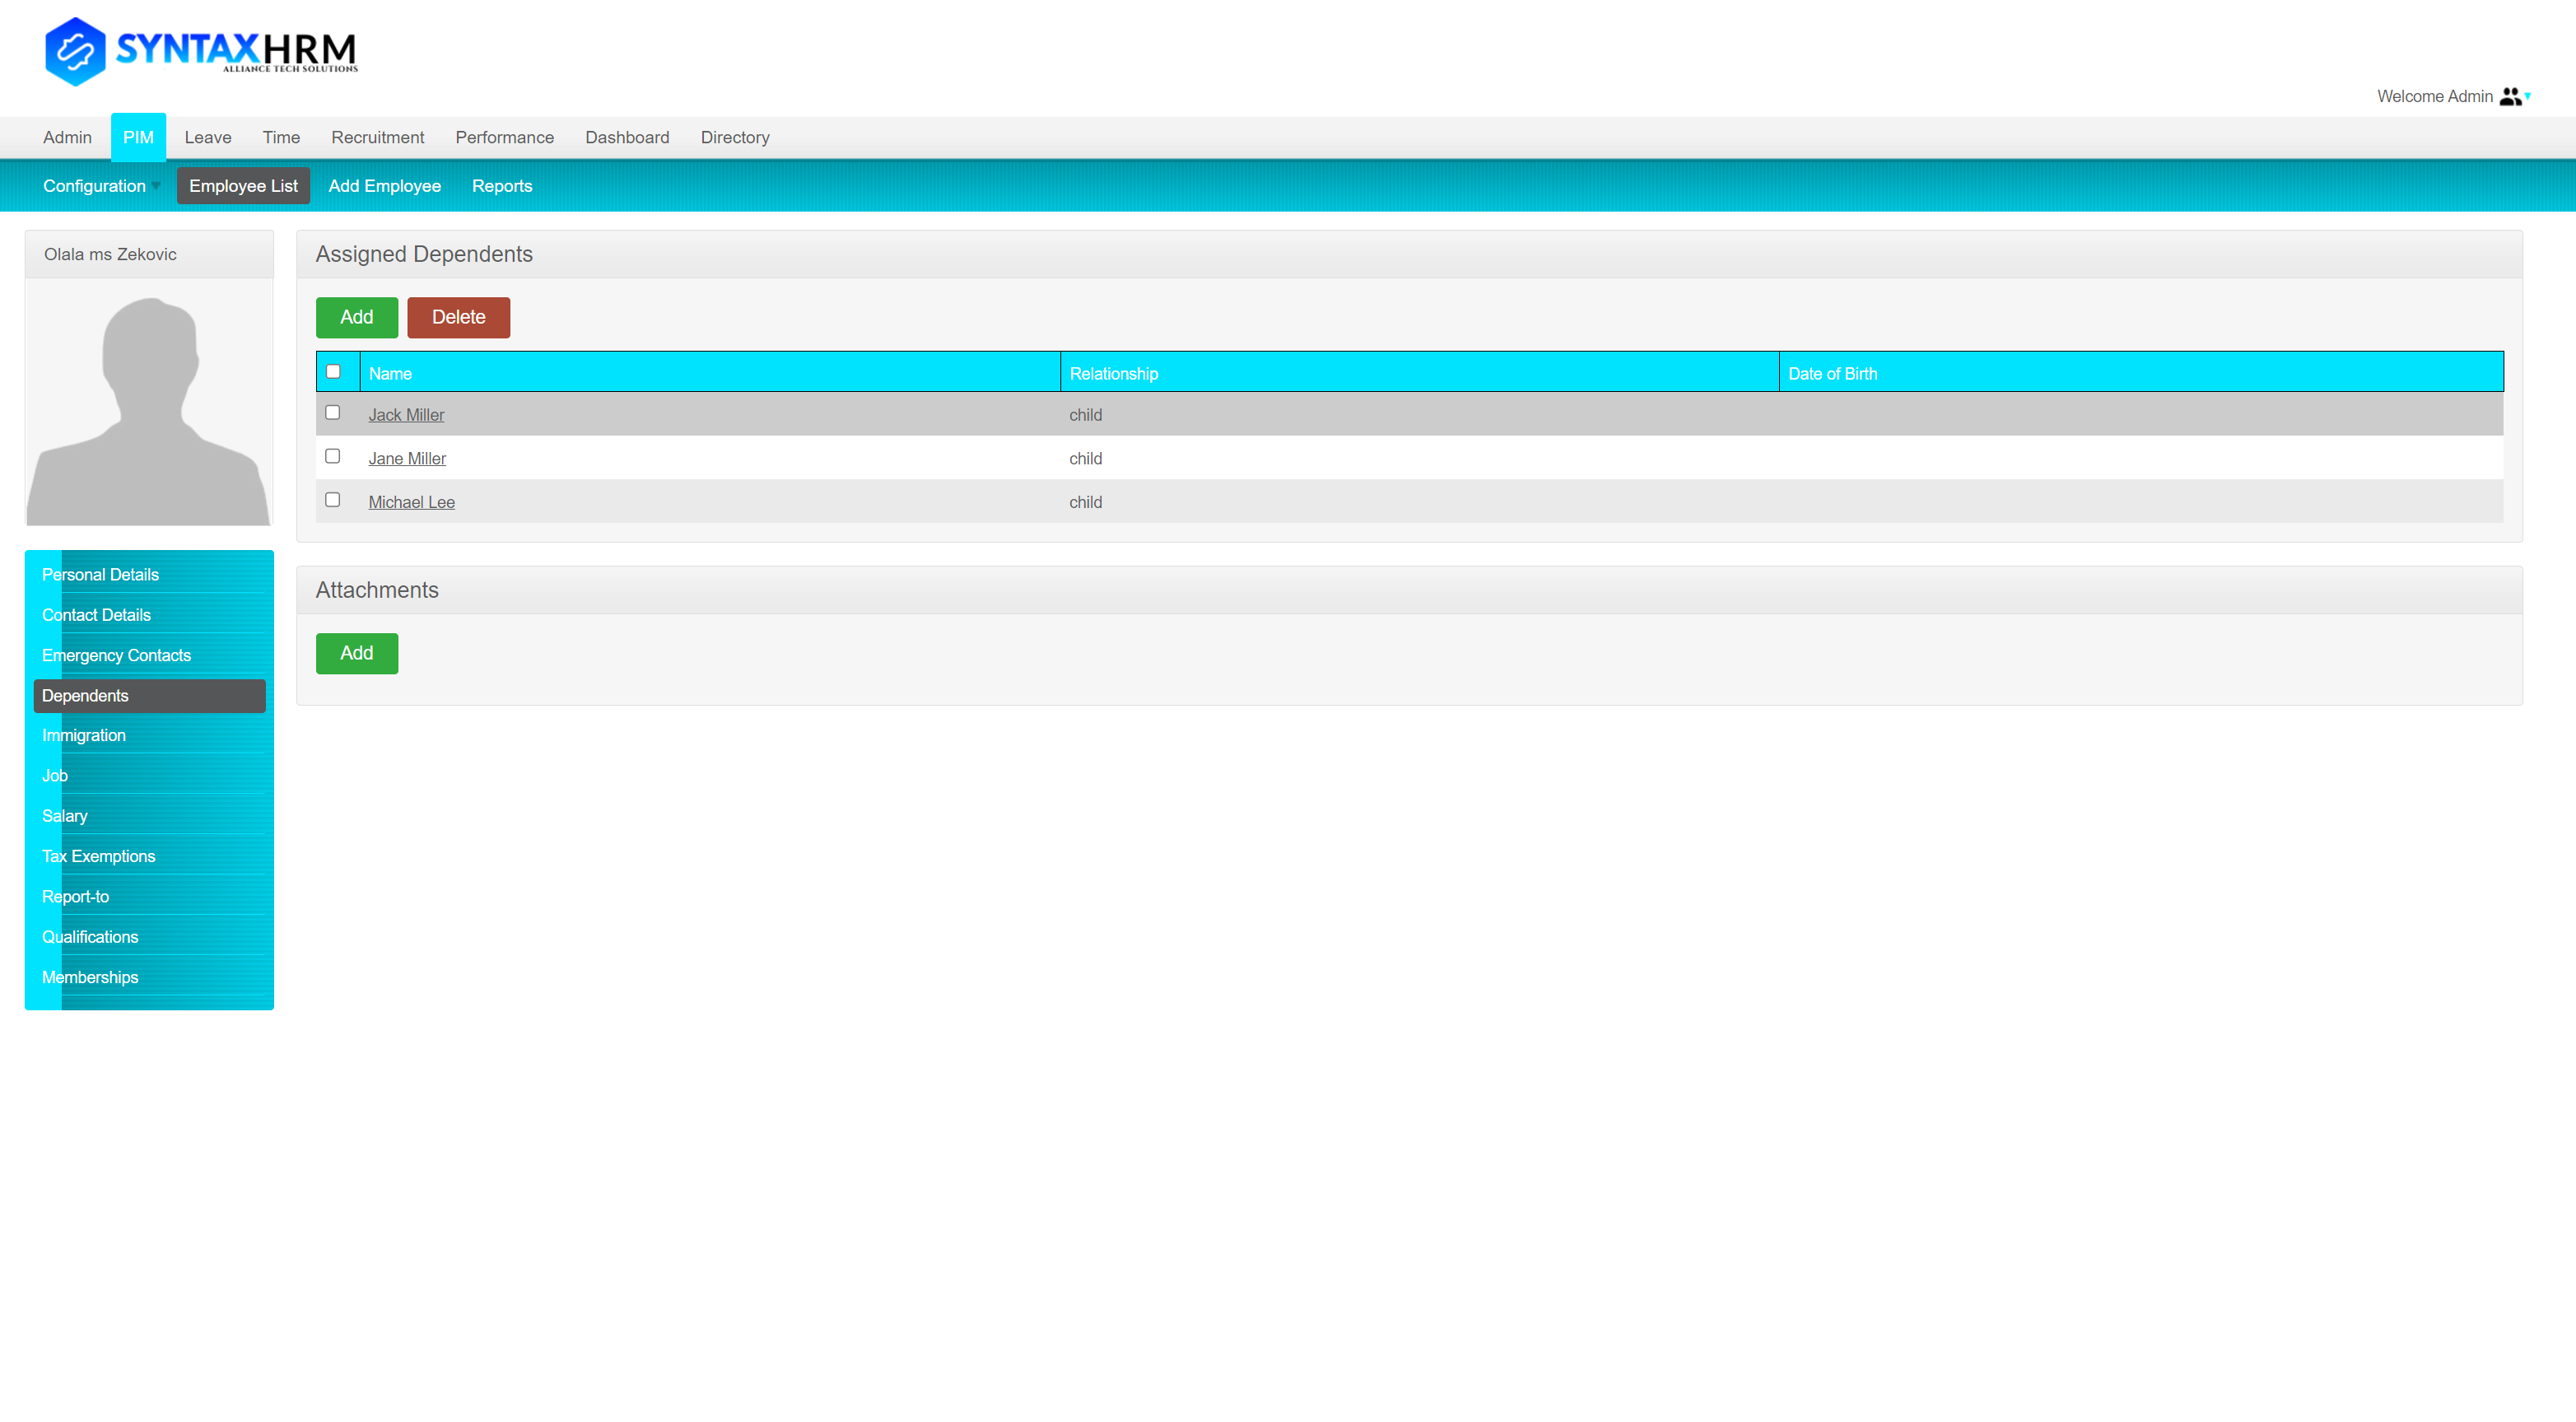 SYNTAXHRM
ALLIANCE TECH SOLUTIONS
Welcome Admin
Admin PIM Leave Time Recruitment Performance Dashboard Directory
Configuration Employee List Add Employee Reports
Olala ms Zekovic
Assigned Dependents
Add Delete
Name Relationship Date of Birth
Jack Miller child
Jane Miller child
Michael Lee child
Personal Details
Contact Details
Emergency Contacts
Dependents
Immigration
Job
Salary
Tax Exemptions
Report-to
Qualifications
Memberships
Attachments
Add